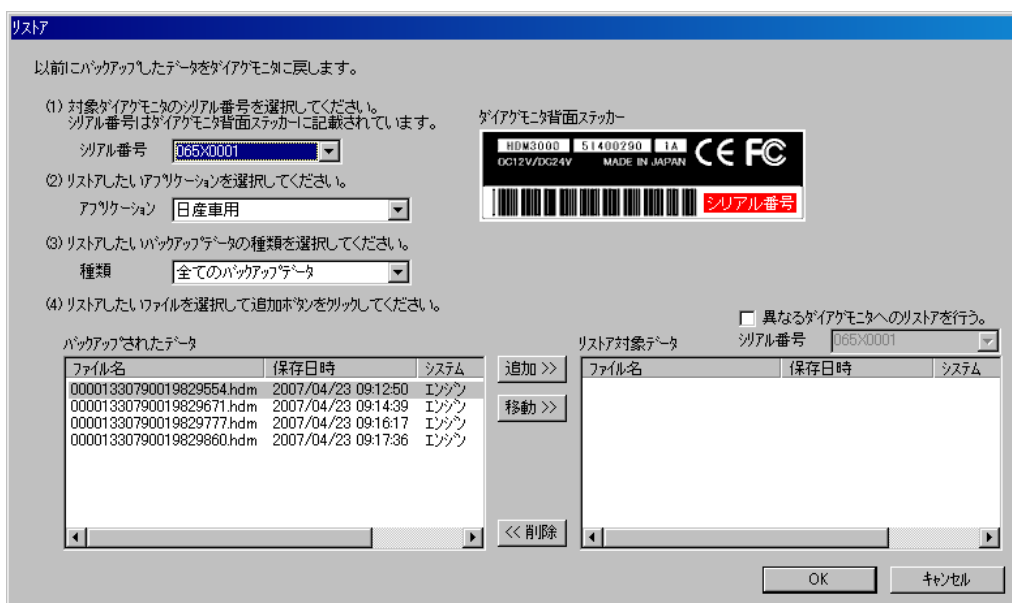 リストア
以前にバックアップしたデータをダイアグモニタに戻します。
(1) 対象ダイアグモニタのシリアル番号を選択してください。
シリアル番号はダイアグモニタ背面ステッカーに記載されています。
シリアル番号 065X0001
ダイアグモニタ背面ステッカー
HDM3000 51400290 1A
DC12V/DC24V MADE IN JAPAN CE FC
シリアル番号
(2) リストアしたいアプリケーションを選択してください。
アプリケーション 日産車用
(3) リストアしたいバックアップデータの種類を選択してください。
種類 全てのバックアップデータ
(4) リストアしたいファイルを選択して追加ボタンをクリックしてください。
異なるダイアグモニタへのリストアを行う。
バックアップされたデータ
リストア対象データ シリアル番号 065X0001
ファイル名 保存日時 システム
00001330790019829554.hdm 2007/04/23 09:12:50 エンジン
00001330790019829671.hdm 2007/04/23 09:14:39 エンジン
00001330790019829777.hdm 2007/04/23 09:16:17 エンジン
00001330790019829860.hdm 2007/04/23 09:17:36 エンジン
追加 >>
移動 >>
<< 削除
ファイル名 保存日時 システム
OK キャンセル